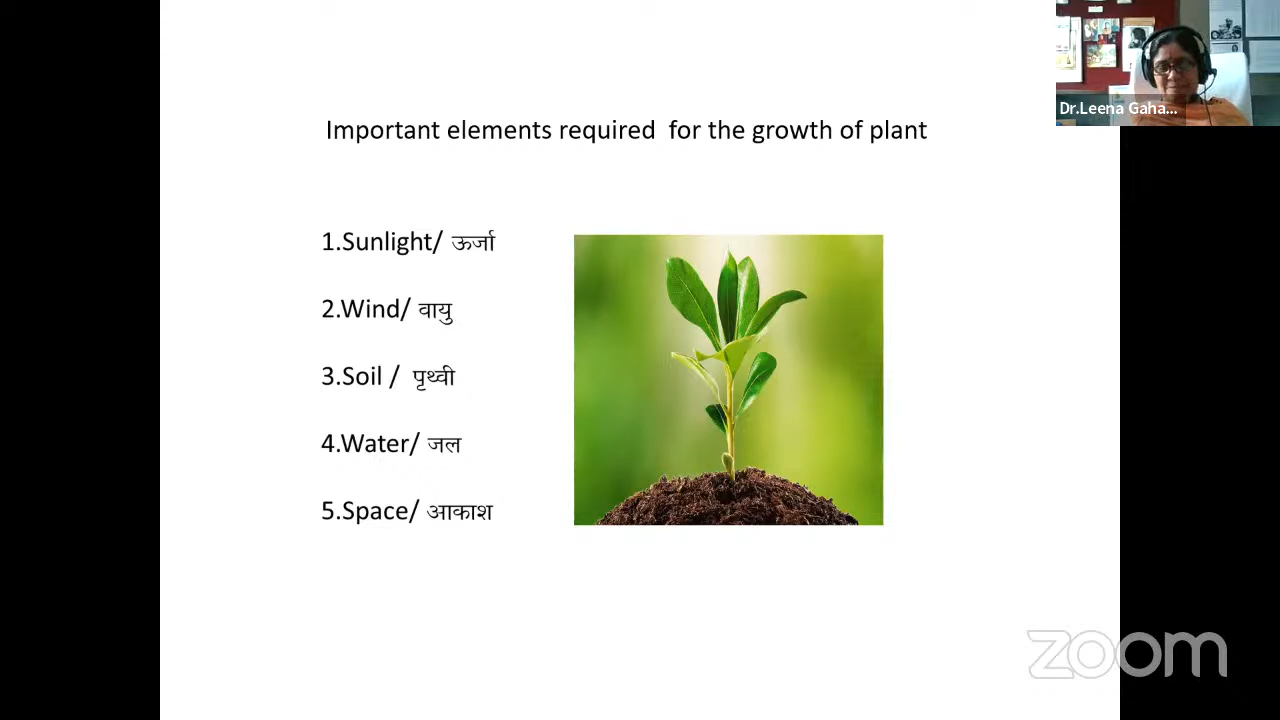 Dr.Leena Gaha...
Important elements required for the growth of plant
1.Sunlight/ ऊर्जा
2.Wind/ वायु
3.Soil / पृथ्वी
4.Water/ जल
5.Space/ आकाश
zoom